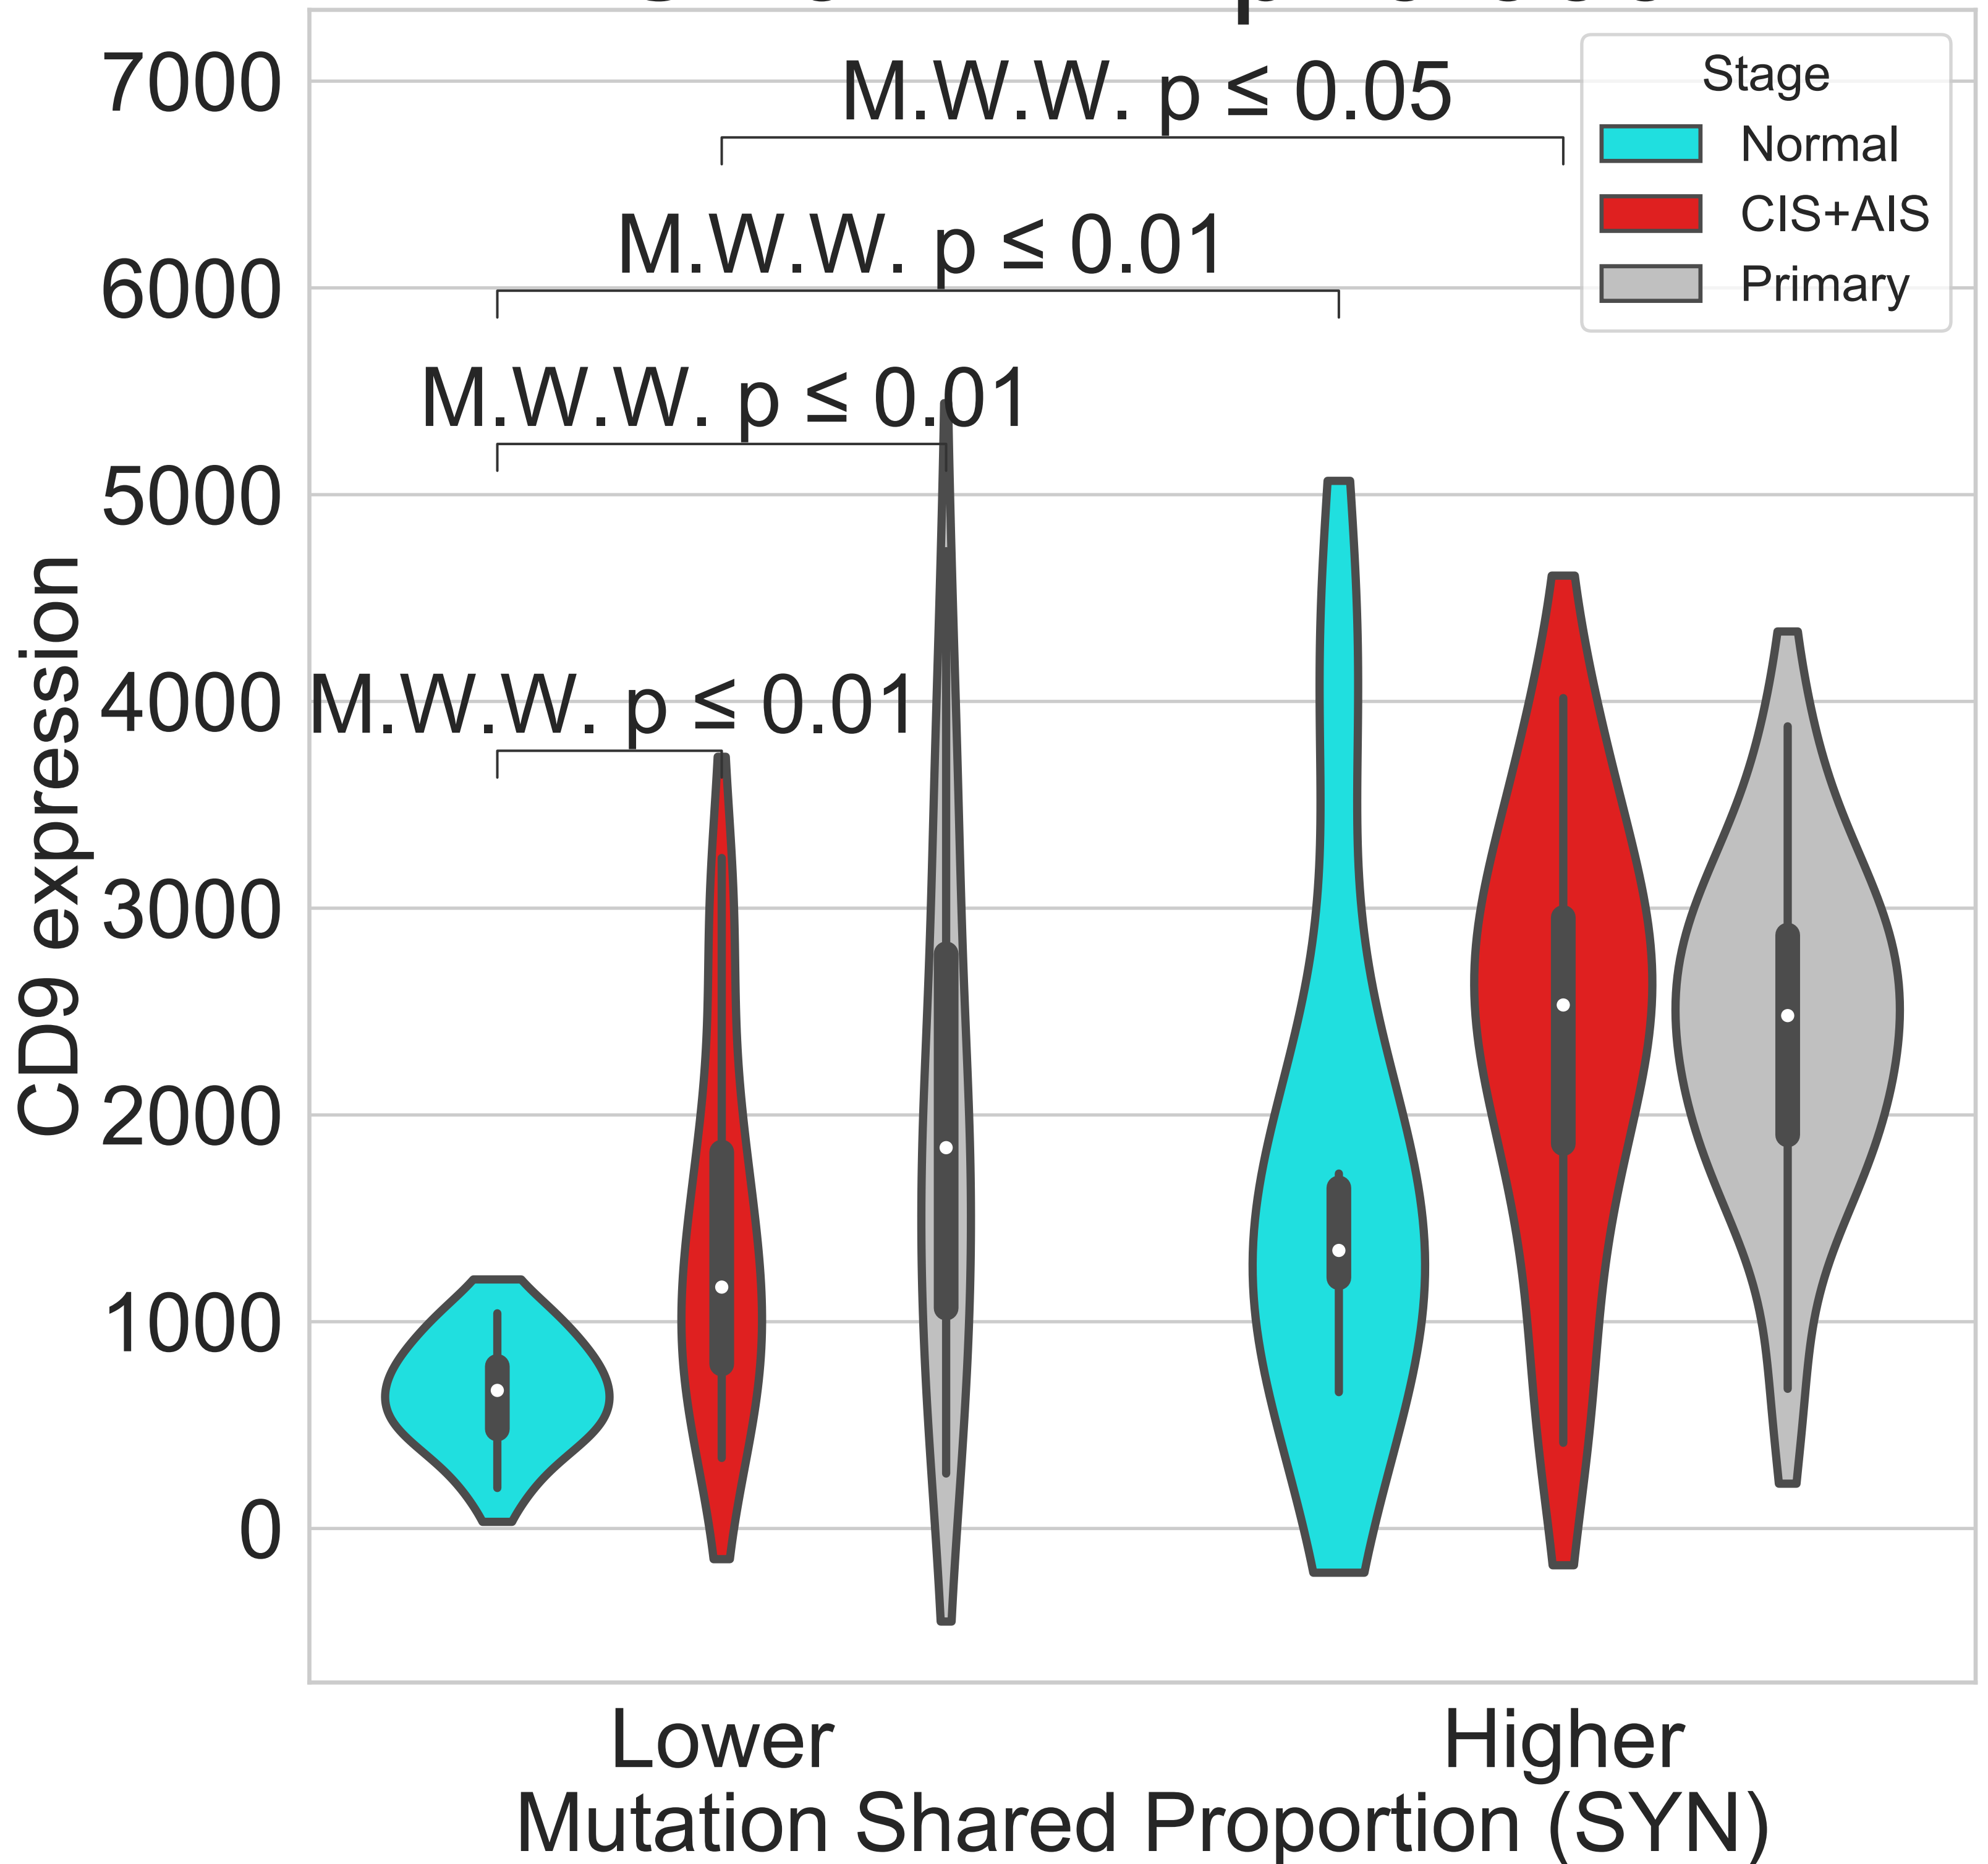 7000
6000
5000
4000
3000
2000
1000
0
CD9 expression
M.W.W. p ≤ 0.05
M.W.W. p ≤ 0.01
M.W.W. p ≤ 0.01
M.W.W. p ≤ 0.01
Stage
Normal
CIS+AIS
Primary
Lower
Higher
Mutation Shared Proportion (SYN)